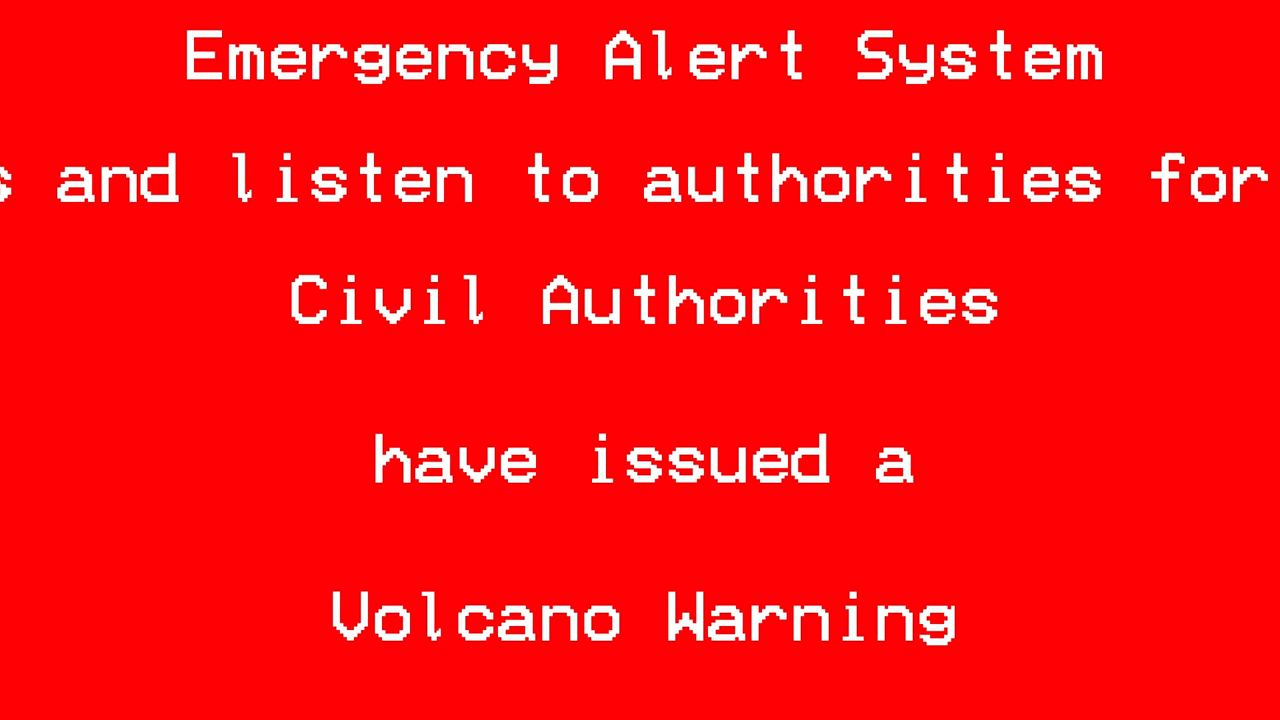 Emergency Alert System
s and listen to authorities for
Civil Authorities
have issued a
Volcano Warning